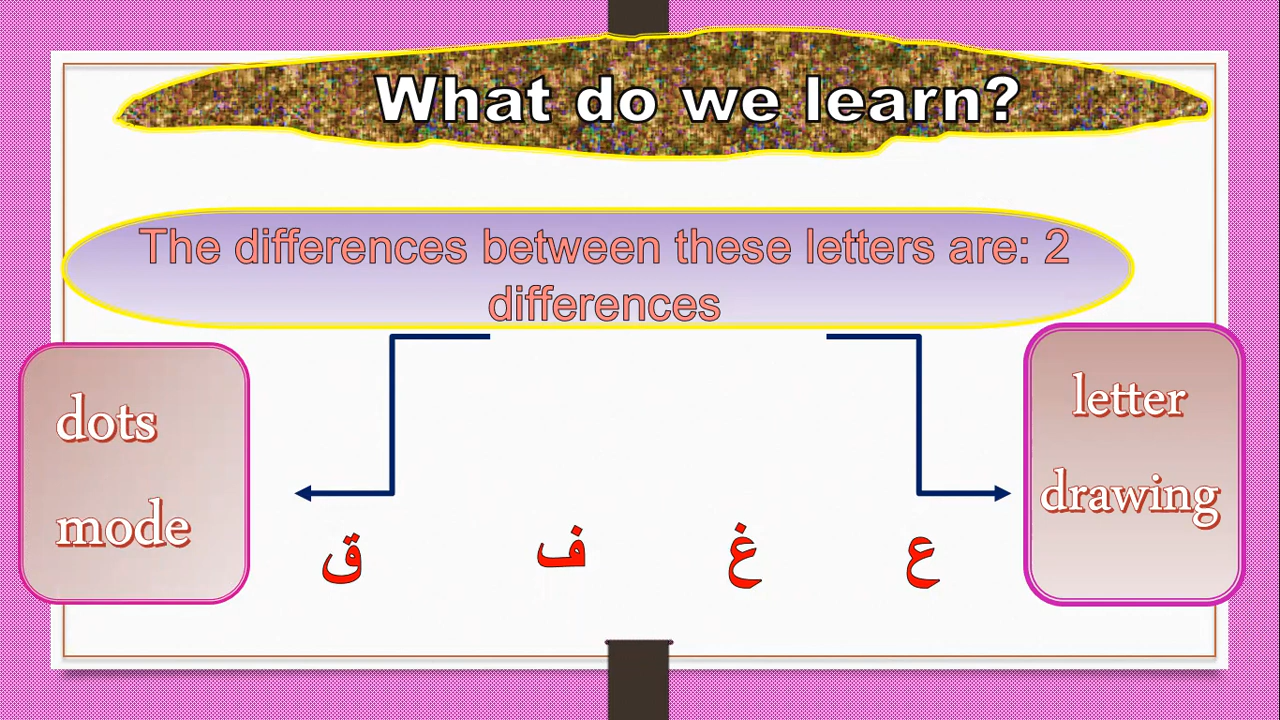 What do we learn?
The differences between these letters are: 2
differences
dots
mode
letter
drawing
ع غ ف ق